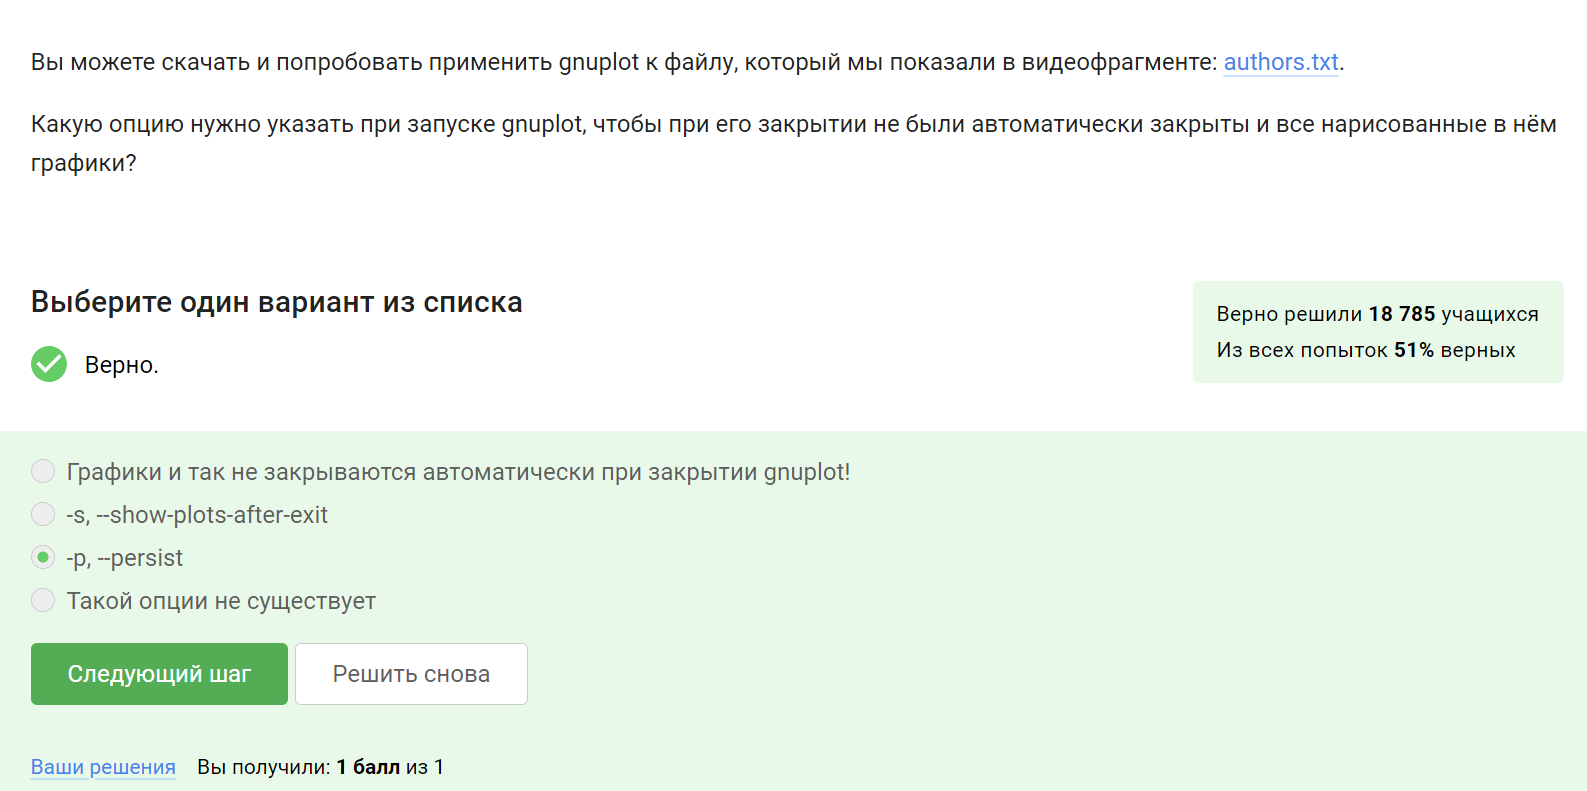 Вы можете скачать и попробовать применить gnuplot к файлу, который мы показали в видеофрагменте: authors.txt.
Какую опцию нужно указать при запуске gnuplot, чтобы при его закрытии не были автоматически закрыты и все нарисованные в нём
графики?
Выберите один вариант из списка
Верно.
Верно решили 18 785 учащихся
Из всех попыток 51% верных
Графики и так не закрываются автоматически при закрытии gnuplot!
-s, --show-plots-after-exit
-p, --persist
Такой опции не существует
Следующий шаг
Решить снова
Ваши решения Вы получили: 1 балл из 1